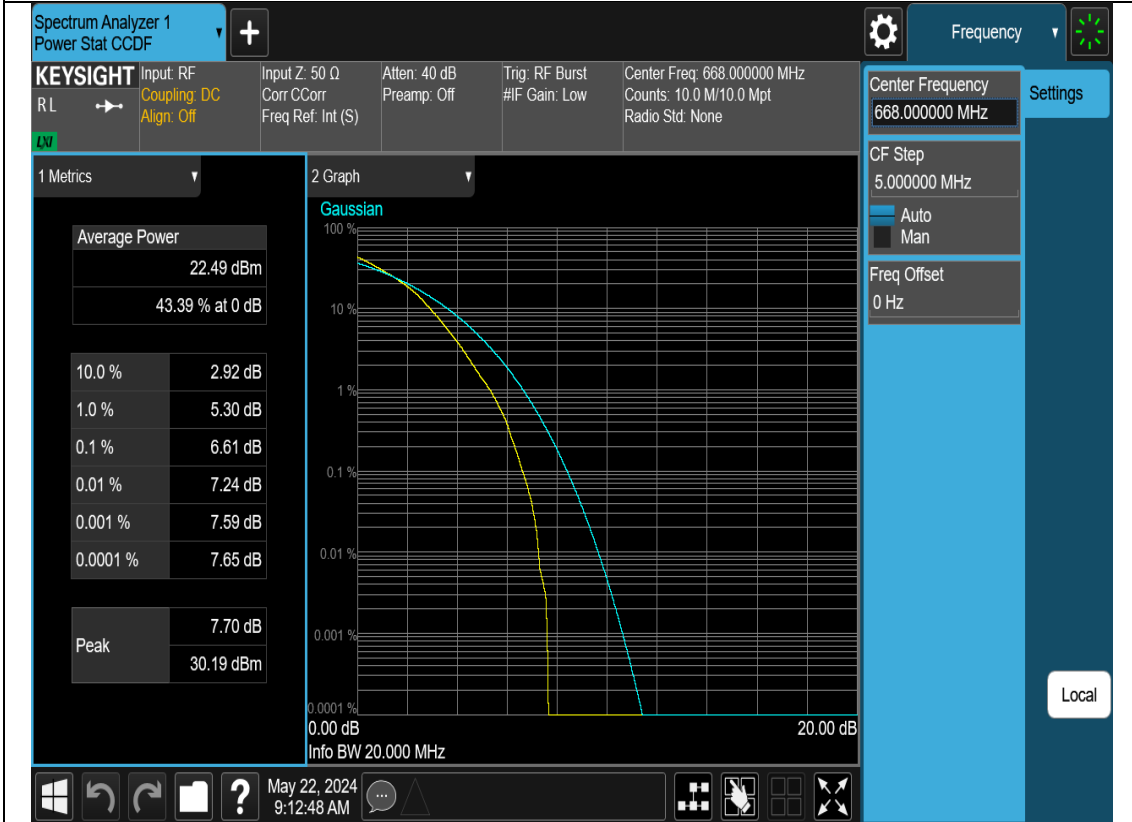 Spectrum Analyzer 1
Power Stat CCDF
Frequency
KEYSIGHT
RL
LXI
Input: RF
Coupling: DC
Align: Off
Input Z: 50 Ω
Corr CCorr
Freq Ref: Int (S)
Atten: 40 dB
Preamp: Off
Trig: RF Burst
#IF Gain: Low
Center Freq: 668.000000 MHz
Counts: 10.0 M/10.0 Mpt
Radio Std: None
Center Frequency
668.000000 MHz
Settings
CF Step
5.000000 MHz
Auto
Man
Freq Offset
0 Hz
Local
1 Metrics
Average Power
22.49 dBm
43.39 % at 0 dB
10.0 % 2.92 dB
1.0 % 5.30 dB
0.1 % 6.61 dB
0.01 % 7.24 dB
0.001 % 7.59 dB
0.0001 % 7.65 dB
Peak
7.70 dB
30.19 dBm
2 Graph
Gaussian
100 %
10 %
1 %
0.1 %
0.01 %
0.001 %
0.0001 %
0.00 dB 20.00 dB
Info BW 20.000 MHz
?
May 22, 2024
9:12:48 AM